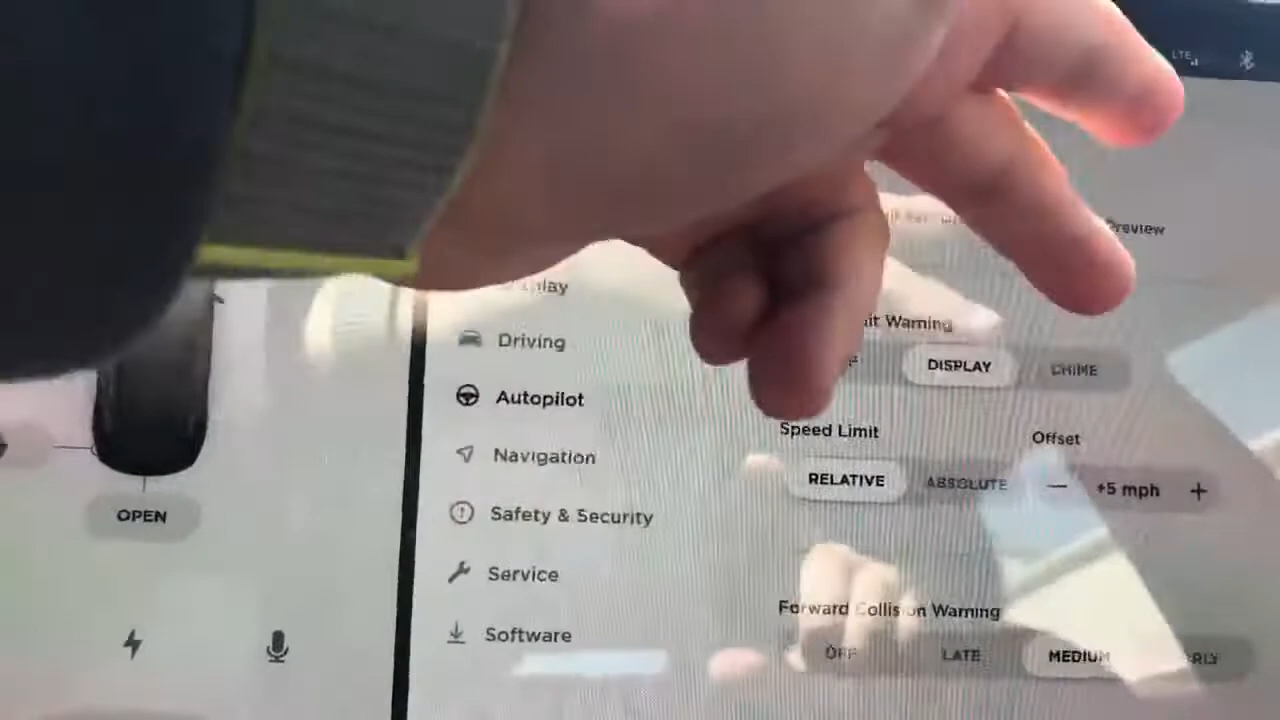 LTE
Preview
Warning
DISPLAY
CHIME
Driving
Autopilot
Navigation
Safety & Security
Service
Software
Speed Limit
Offset
RELATIVE
ABSOLUTE
− +5 mph +
Forward Collision Warning
OFF
LATE
MEDIUM
OPEN